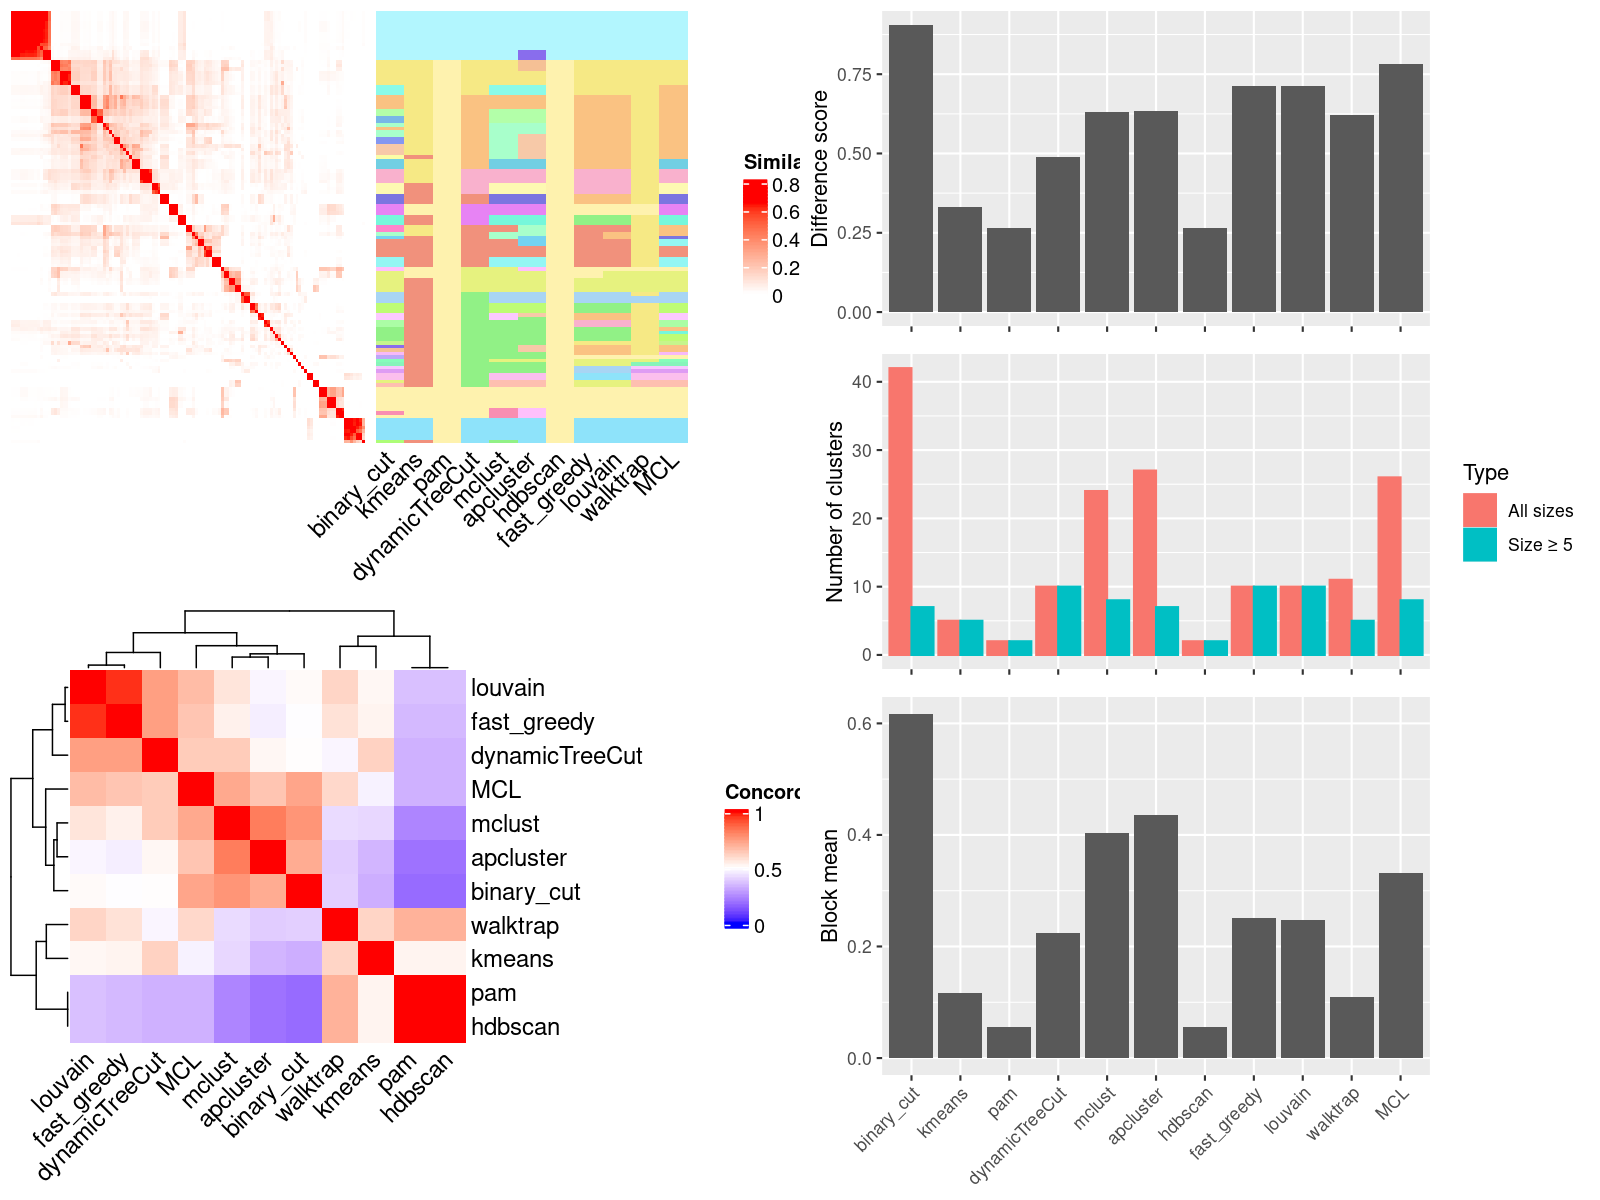 Simila
0.8
0.6
0.4
0.2
0
binary_cut
kmeans
pam
dynamicTreeCut
mclust
apcluster
hdbscan
fast_greedy
louvain
walktrap
MCL
louvain
fast_greedy
dynamicTreeCut
MCL
mclust
apcluster
binary_cut
walktrap
kmeans
pam
hdbscan
louvain
fast_greedy
dynamicTreeCut
MCL
mclust
apcluster
binary_cut
walktrap
kmeans
pam
hdbscan
Concord
1
0.5
0
Difference score
0.75
0.50
0.25
0.00
Number of clusters
40
30
20
10
0
Type
All sizes
Size ≥ 5
Block mean
0.6
0.4
0.2
0.0
binary_cut
kmeans
pam
dynamicTreeCut
mclust
apcluster
hdbscan
fast_greedy
louvain
walktrap
MCL